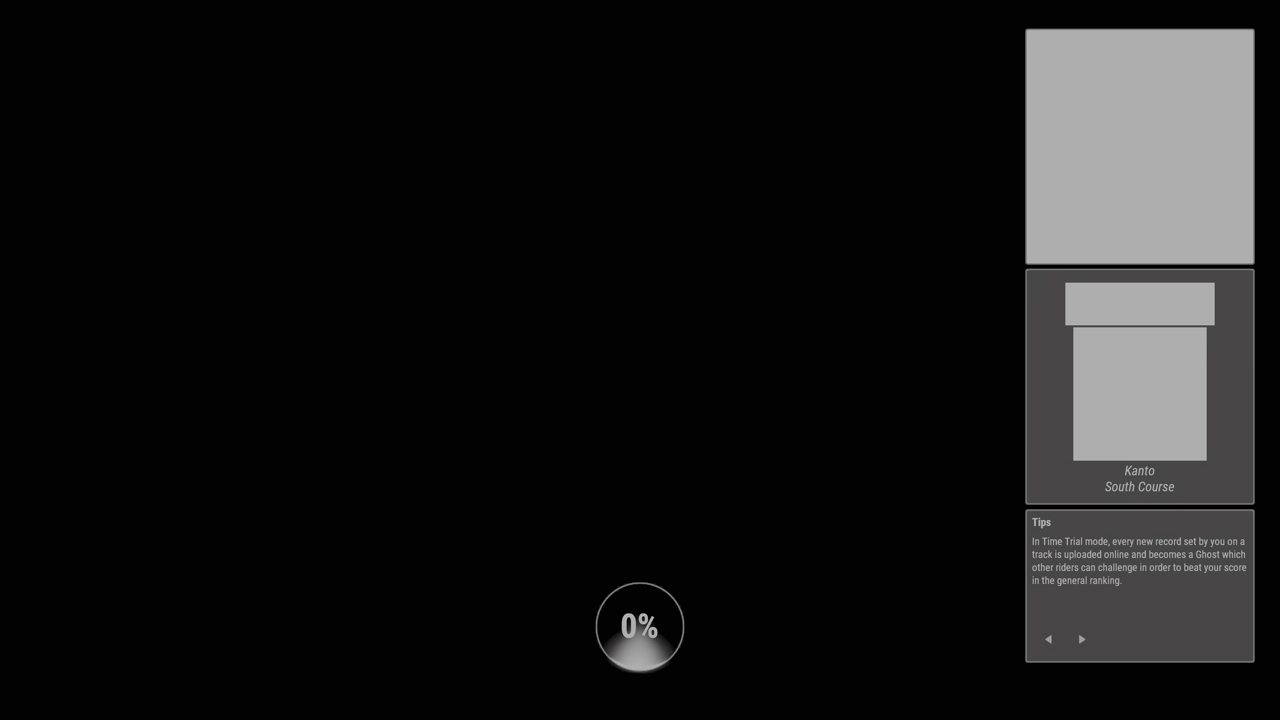 Kanto
South Course
Tips
In Time Trial mode, every new record set by you on a
track is uploaded online and becomes a Ghost which
other riders can challenge in order to beat your score
in the general ranking.
0%